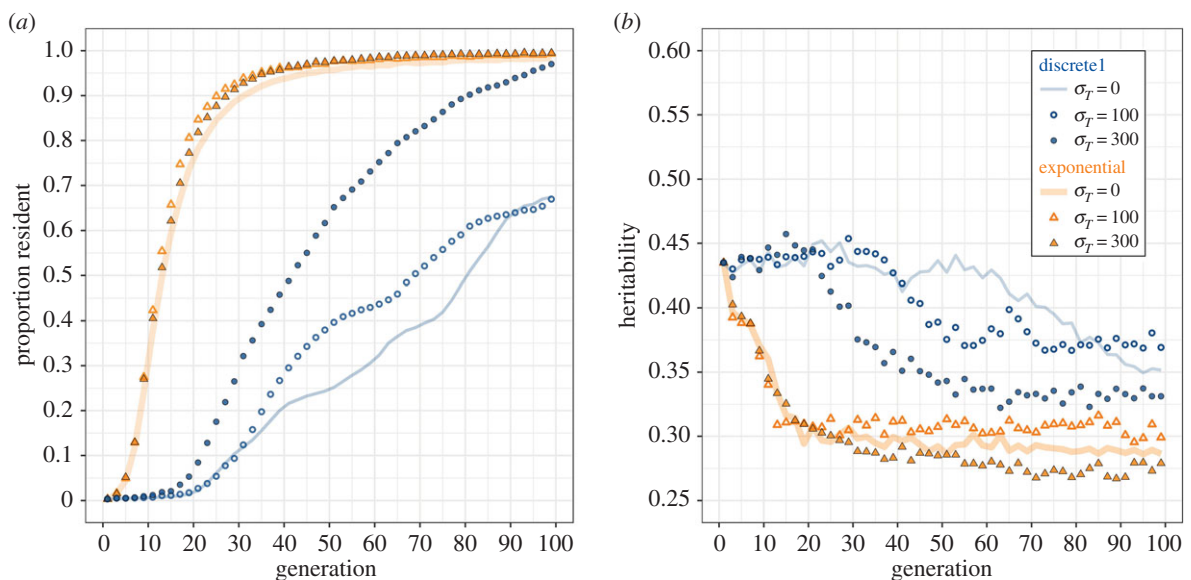 (a)
1.0
0.9
0.8
0.7
0.6
0.5
0.4
0.3
0.2
0.1
0
proportion resident
0 10 20 30 40 50 60 70 80 90 100
generation
(b)
0.60
0.55
0.50
0.45
0.40
0.35
0.30
0.25
heritability
discrete1
σT = 0
σT = 100
σT = 300
exponential
σT = 0
σT = 100
σT = 300
0 10 20 30 40 50 60 70 80 90 100
generation